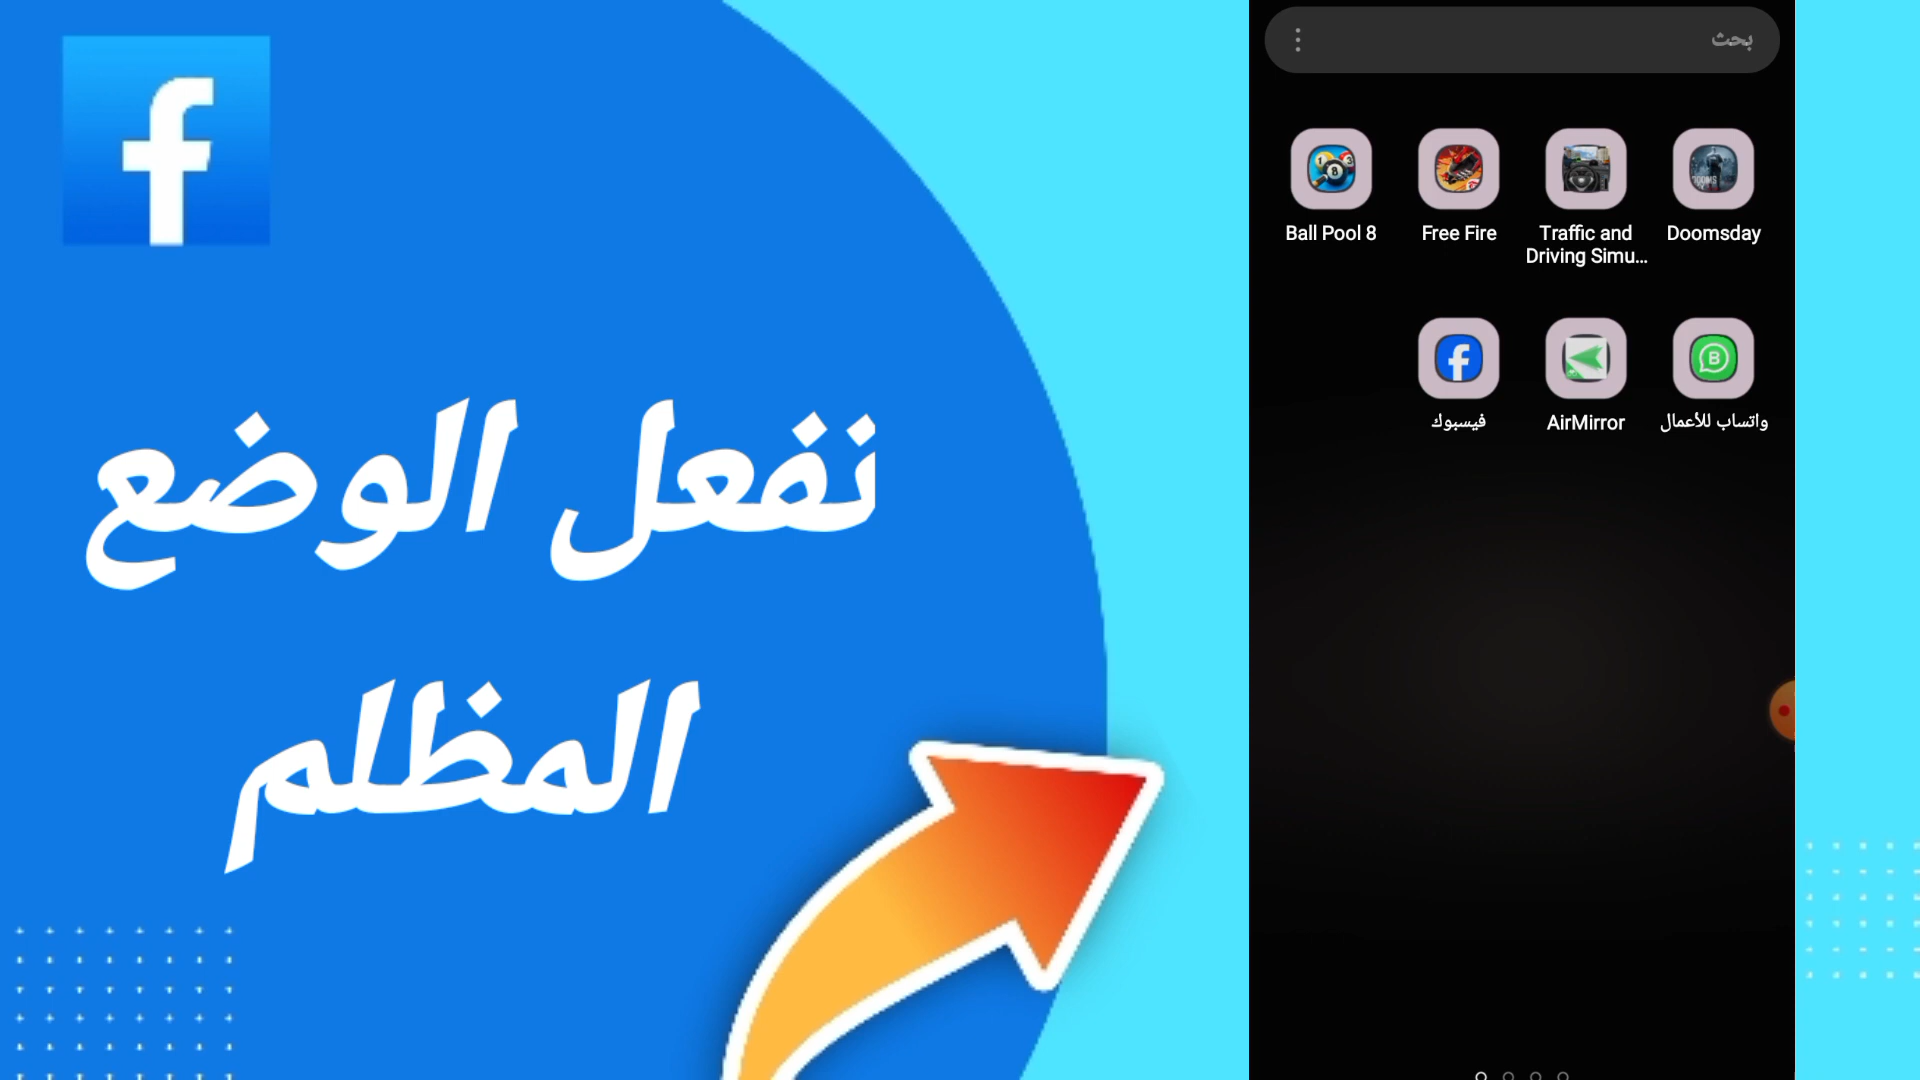 نفعل الوضع
المظلم
بحث
Ball Pool 8
Free Fire
Traffic and
Driving Simu...
Doomsday
فيسبوك
AirMirror
واتساب للأعمال